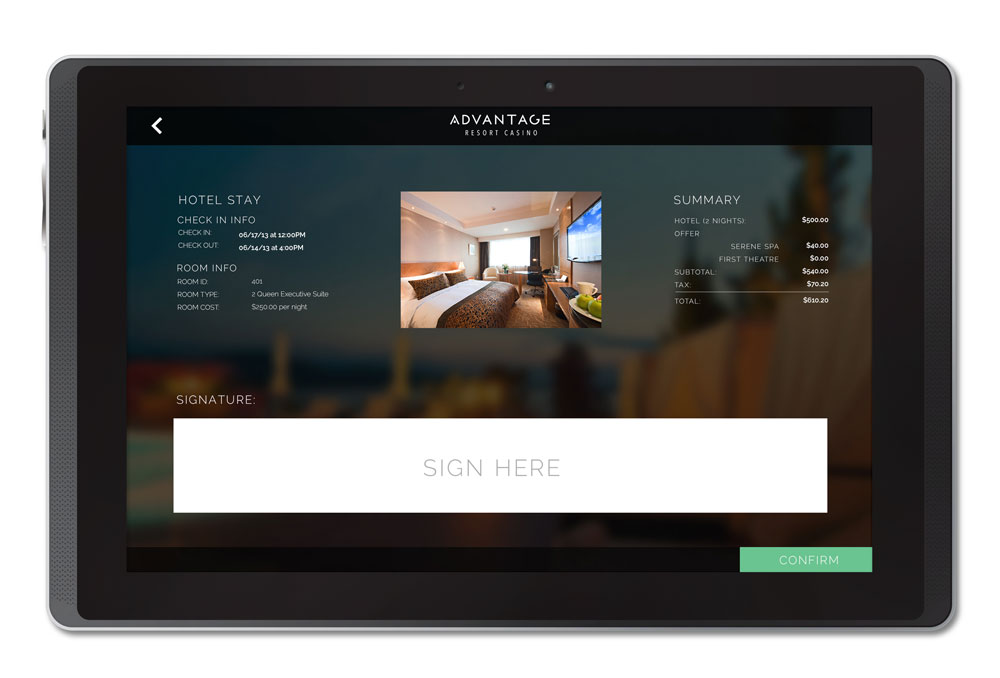 ADVANTAGE
RESORT CASINO
HOTEL STAY
CHECK IN INFO
CHECK IN: 06/17/13 at 12:00PM
CHECK OUT: 06/14/13 at 4:00PM
ROOM INFO
ROOM ID: 401
ROOM TYPE: 2 Queen Executive Suite
ROOM COST: $250.00 per night
SUMMARY
HOTEL (2 NIGHTS): $500.00
OFFER
SERENE SPA $40.00
FIRST THEATRE $0.00
SUBTOTAL: $540.00
TAX: $70.20
TOTAL: $610.20
SIGNATURE:
SIGN HERE
CONFIRM